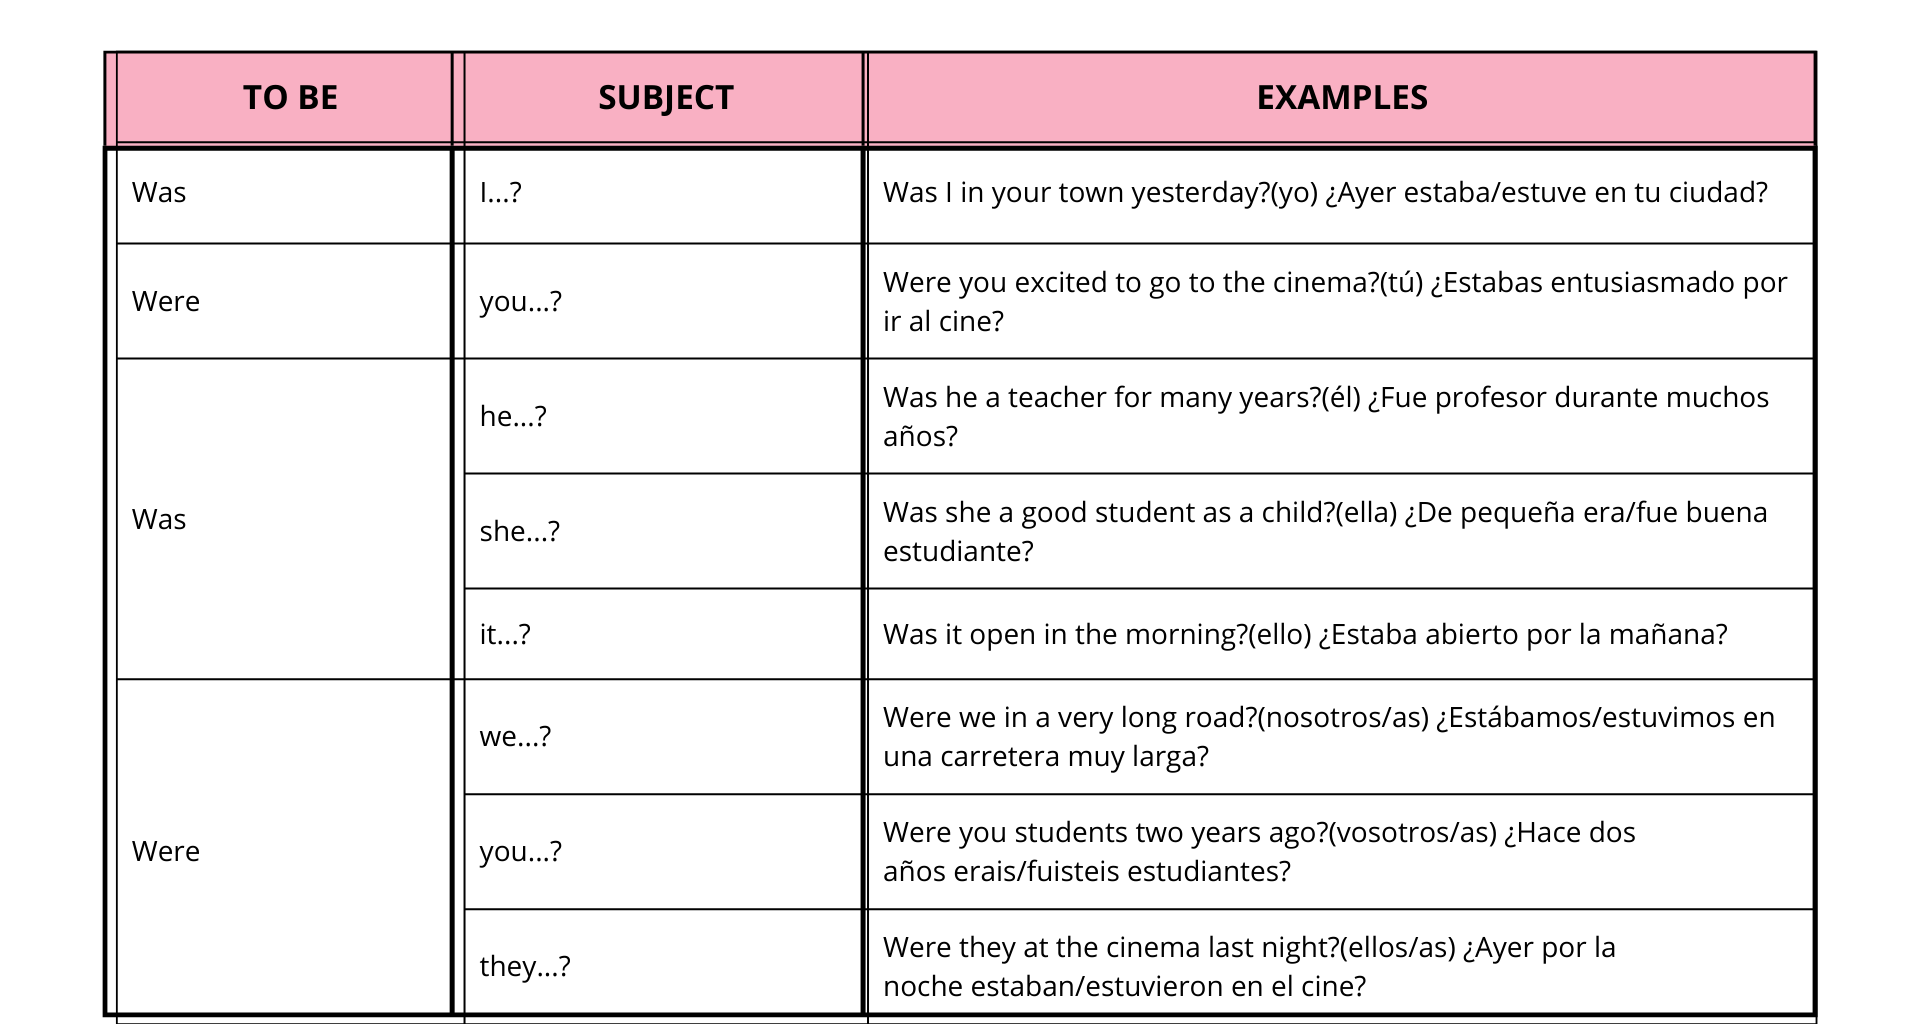 TO BE
SUBJECT
EXAMPLES
Was
I...?
Was I in your town yesterday?(yo) ¿Ayer estaba/estuve en tu ciudad?
Were
you...?
Were you excited to go to the cinema?(tú) ¿Estabas entusiasmado por
ir al cine?
Was
he...?
Was he a teacher for many years?(él) ¿Fue profesor durante muchos
años?
she...?
Was she a good student as a child?(ella) ¿De pequeña era/fue buena
estudiante?
it...?
Was it open in the morning?(ello) ¿Estaba abierto por la mañana?
Were
we...?
Were we in a very long road?(nosotros/as) ¿Estábamos/estuvimos en
una carretera muy larga?
you...?
Were you students two years ago?(vosotros/as) ¿Hace dos
años erais/fuisteis estudiantes?
they...?
Were they at the cinema last night?(ellos/as) ¿Ayer por la
noche estaban/estuvieron en el cine?